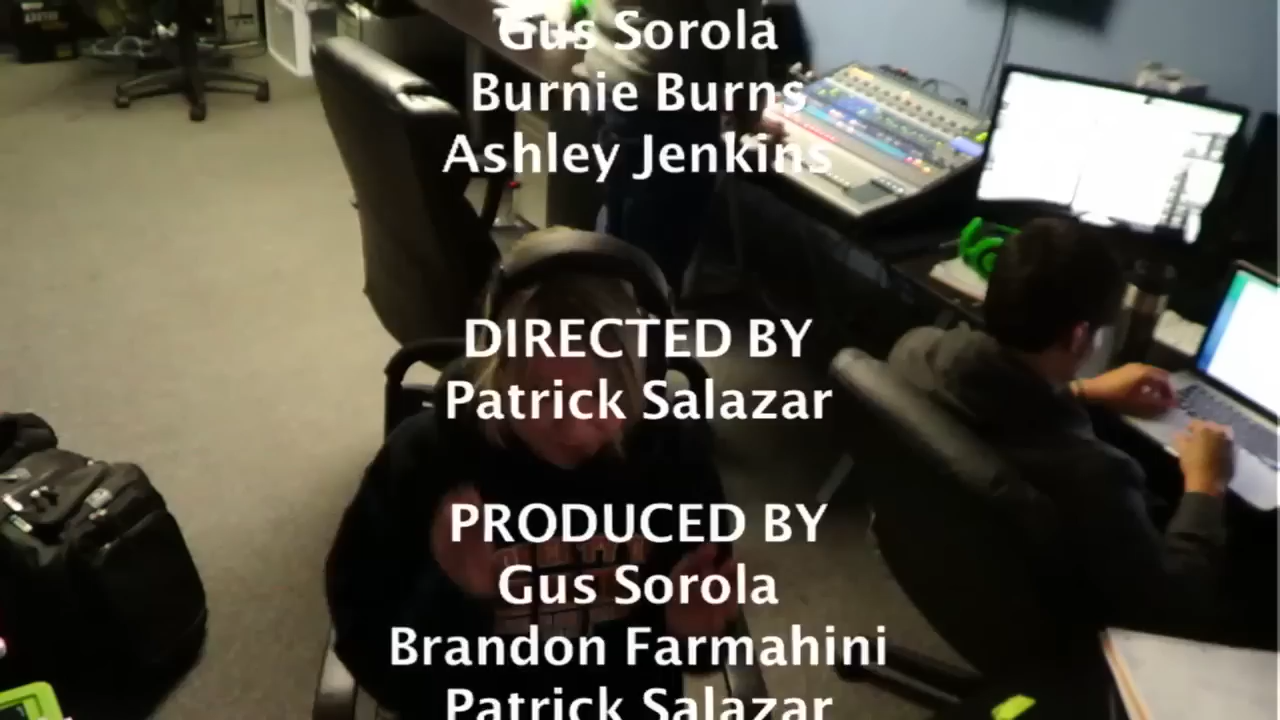 Gus Sorola
Burnie Burns
Ashley Jenkins
DIRECTED BY
Patrick Salazar
PRODUCED BY
Gus Sorola
Brandon Farmahini
Patrick Salazar